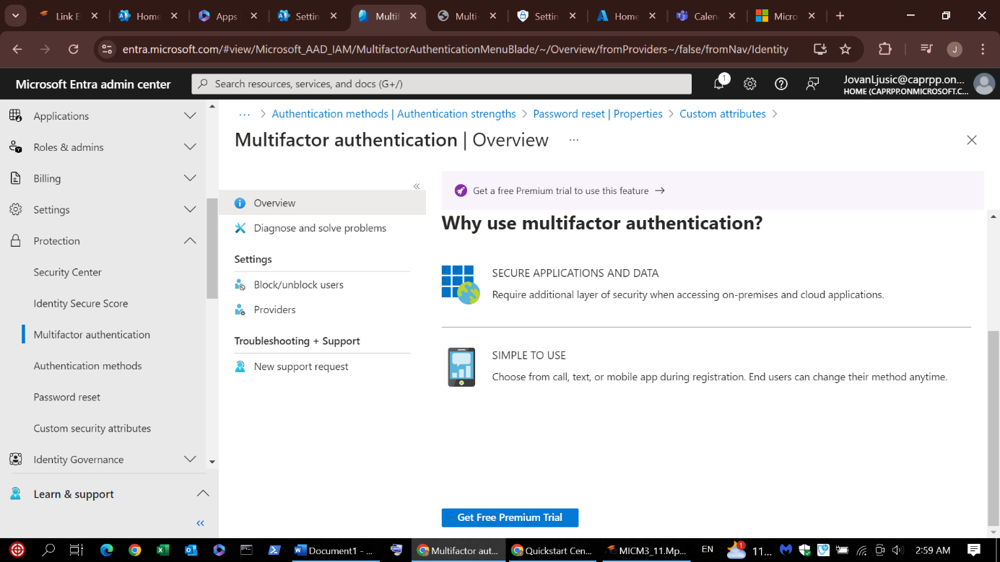 Link E
Home
Apps
Settin
Multif
Multi-
Settin
Home
Calen
Micro
entra.microsoft.com/#view/Microsoft_AAD_IAM/MultifactorAuthenticationMenuBlade/~/Overview/fromProviders~/false/fromNav/Identity
J
Microsoft Entra admin center
Search resources, services, and docs (G+/)
1
JovanLjusic@caprpp.on...
HOME (CAPRPP.ONMICROSOFT.C...
Applications
Roles & admins
Billing
Settings
Protection
Security Center
Identity Secure Score
Multifactor authentication
Authentication methods
Password reset
Custom security attributes
Identity Governance
Learn & support
... > Authentication methods | Authentication strengths > Password reset | Properties > Custom attributes >
Multifactor authentication | Overview ...
Overview
Diagnose and solve problems
Settings
Block/unblock users
Providers
Troubleshooting + Support
New support request
Get a free Premium trial to use this feature →
Why use multifactor authentication?
SECURE APPLICATIONS AND DATA
Require additional layer of security when accessing on-premises and cloud applications.
SIMPLE TO USE
Choose from call, text, or mobile app during registration. End users can change their method anytime.
Get Free Premium Trial
Document1 - ...
Multifactor aut...
Quickstart Cen...
MICM3_11.Mp...
EN
1
11...
2:59 AM